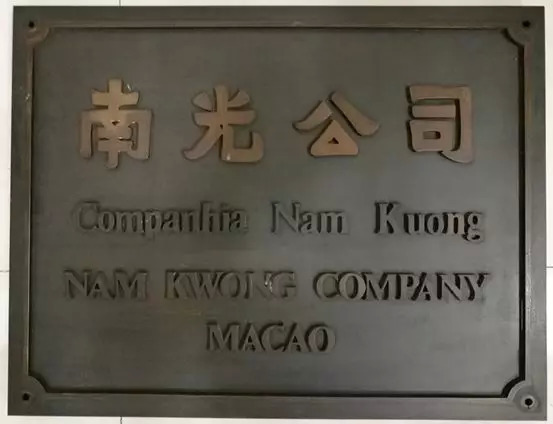 南光公司
Companhia Nam Kuong
NAM KWONG COMPANY
MACAO